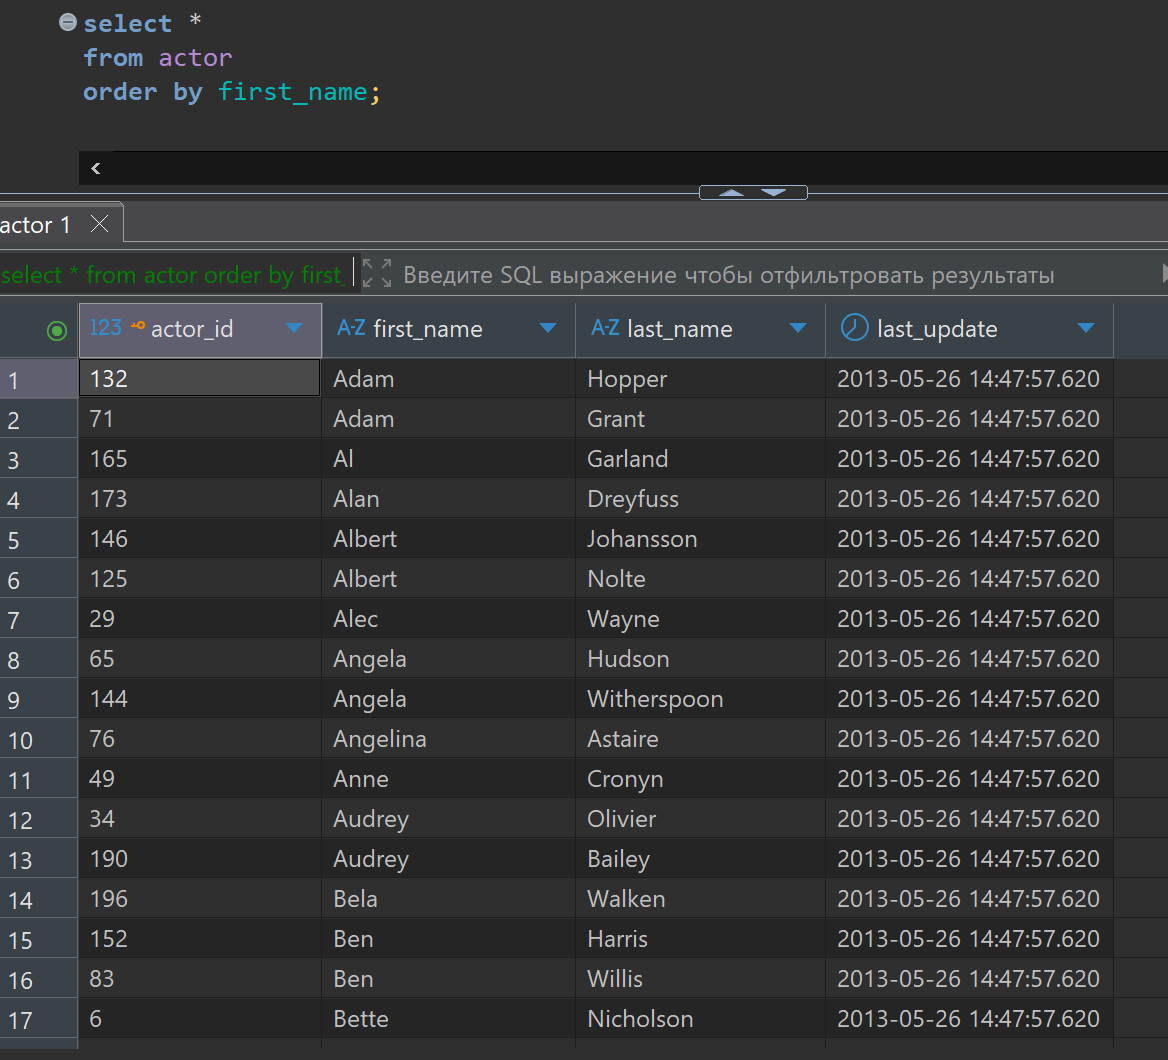 select *
from actor
order by first_name;
actor 1
select * from actor order by first_ Введите SQL выражение чтобы отфильтровать результаты
123 actor_id A-Z first_name A-Z last_name last_update
1 132 Adam Hopper 2013-05-26 14:47:57.620
2 71 Adam Grant 2013-05-26 14:47:57.620
3 165 Al Garland 2013-05-26 14:47:57.620
4 173 Alan Dreyfuss 2013-05-26 14:47:57.620
5 146 Albert Johansson 2013-05-26 14:47:57.620
6 125 Albert Nolte 2013-05-26 14:47:57.620
7 29 Alec Wayne 2013-05-26 14:47:57.620
8 65 Angela Hudson 2013-05-26 14:47:57.620
9 144 Angela Witherspoon 2013-05-26 14:47:57.620
10 76 Angelina Astaire 2013-05-26 14:47:57.620
11 49 Anne Cronyn 2013-05-26 14:47:57.620
12 34 Audrey Olivier 2013-05-26 14:47:57.620
13 190 Audrey Bailey 2013-05-26 14:47:57.620
14 196 Bela Walken 2013-05-26 14:47:57.620
15 152 Ben Harris 2013-05-26 14:47:57.620
16 83 Ben Willis 2013-05-26 14:47:57.620
17 6 Bette Nicholson 2013-05-26 14:47:57.620